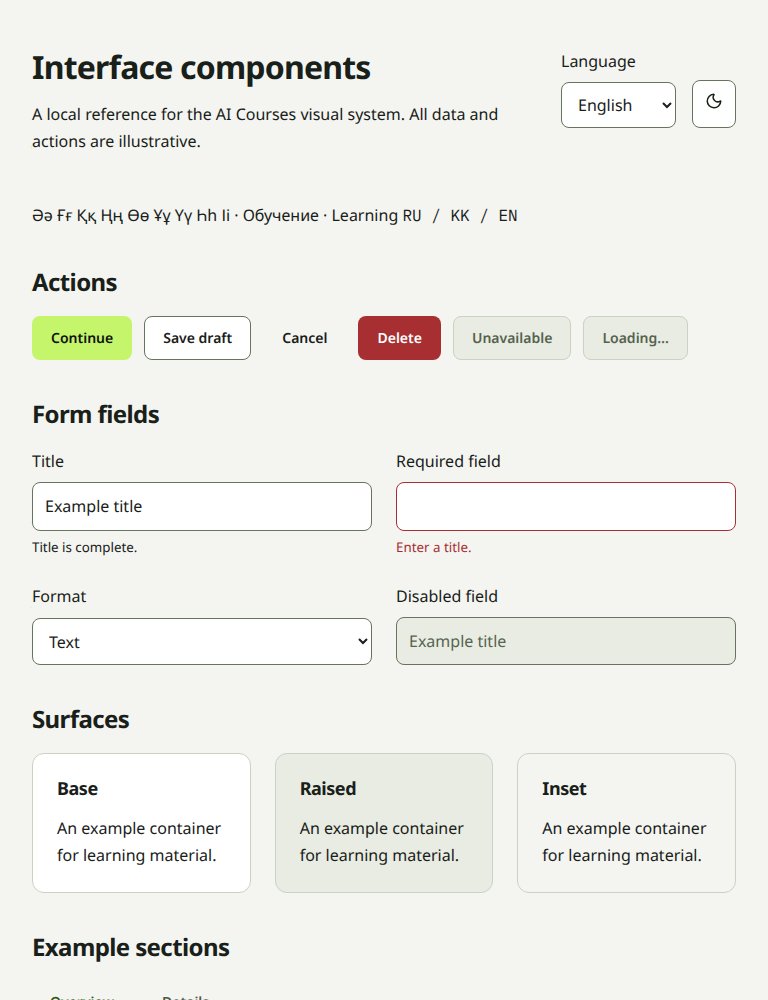 Interface components
A local reference for the AI Courses visual system. All data and
actions are illustrative.
Language
English
Әә Ғғ Ққ Ңң Өө Ұұ Үү Һһ Іі · Обучение · Learning RU / KK / EN
Actions
Continue
Save draft
Cancel
Delete
Unavailable
Loading…
Form fields
Title
Example title
Title is complete.
Required field
Enter a title.
Format
Text
Disabled field
Example title
Surfaces
Base
An example container
for learning material.
Raised
An example container
for learning material.
Inset
An example container
for learning material.
Example sections
Overview
Details